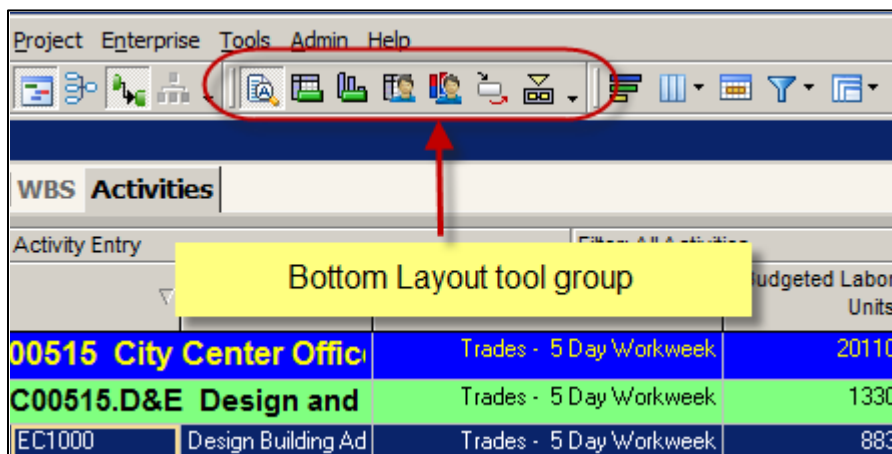 Project Enterprise Tools Admin Help
WBS Activities
Activity Entry
Bottom Layout tool group
Budgeted Labor
Units
00515 City Center Offic Trades - 5 Day Workweek 20110
C00515.D&E Design and Trades - 5 Day Workweek 1330
EC1000 Design Building Ad Trades - 5 Day Workweek 883